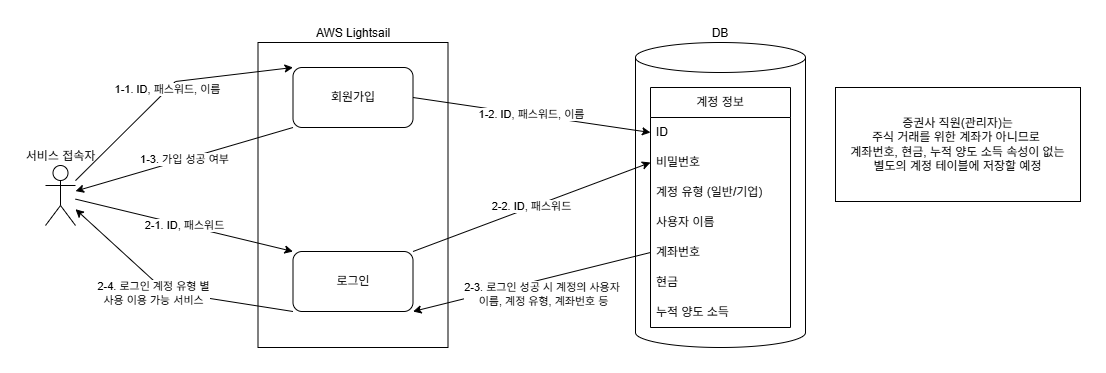 AWS Lightsail
DB
회원가입
1-1. ID, 패스워드, 이름
1-2. ID, 패스워드, 이름
1-3. 가입 성공 여부
서비스 접속자
2-1. ID, 패스워드
2-2. ID, 패스워드
로그인
2-3. 로그인 성공 시 계정의 사용자
이름, 계정 유형, 계좌번호 등
2-4. 로그인 계정 유형 별
사용 이용 가능 서비스
계정 정보
ID
비밀번호
계정 유형 (일반/기업)
사용자 이름
계좌번호
현금
누적 양도 소득
증권사 직원(관리자)는
주식 거래를 위한 계좌가 아니므로
계좌번호, 현금, 누적 양도 소득 속성이 없는
별도의 계정 테이블에 저장할 예정